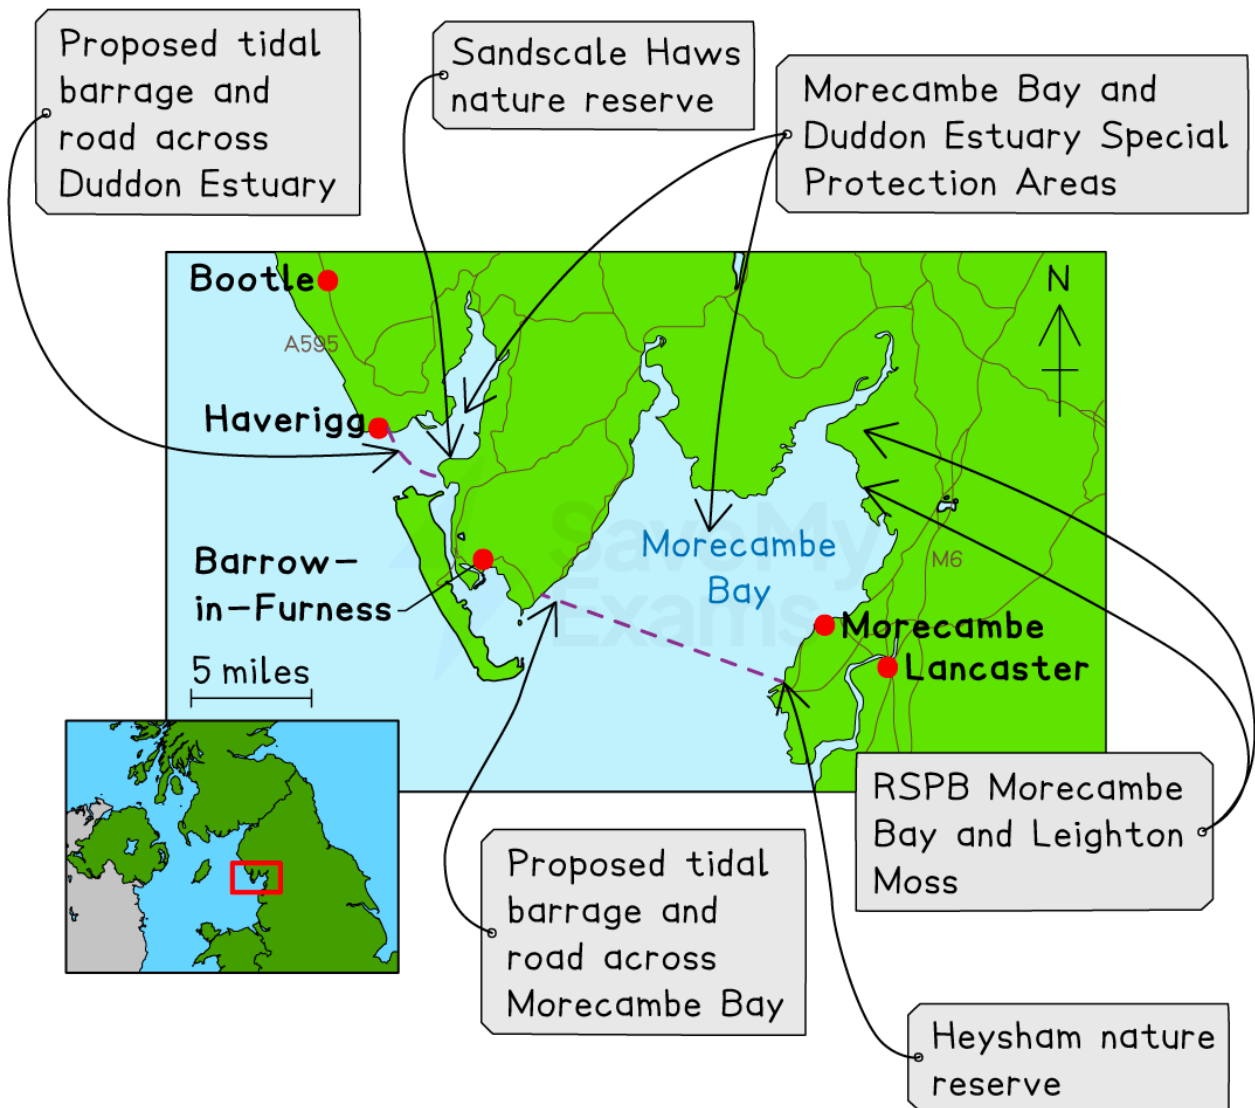 Proposed tidal
barrage and
road across
Duddon Estuary
Sandscale Haws
nature reserve
Morecambe Bay and
Duddon Estuary Special
Protection Areas
Bootle
N
A595
Haverigg
SaveMy
Exams
Morecambe
Bay
Barrow-
in-Furness
M6
Morecambe
Lancaster
5 miles
RSPB Morecambe
Bay and Leighton
Moss
Proposed tidal
barrage and
road across
Morecambe Bay
Heysham nature
reserve